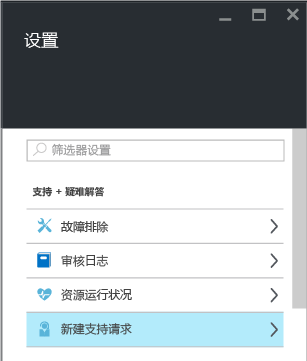 设置
筛选器设置
支持 + 疑难解答
故障排除
审核日志
资源运行状况
新建支持请求